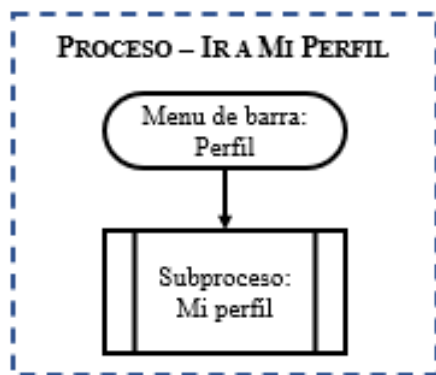 PROCESO – IR A MI PERFIL
Menu de barra:
Perfil
Subproceso:
Mi perfil